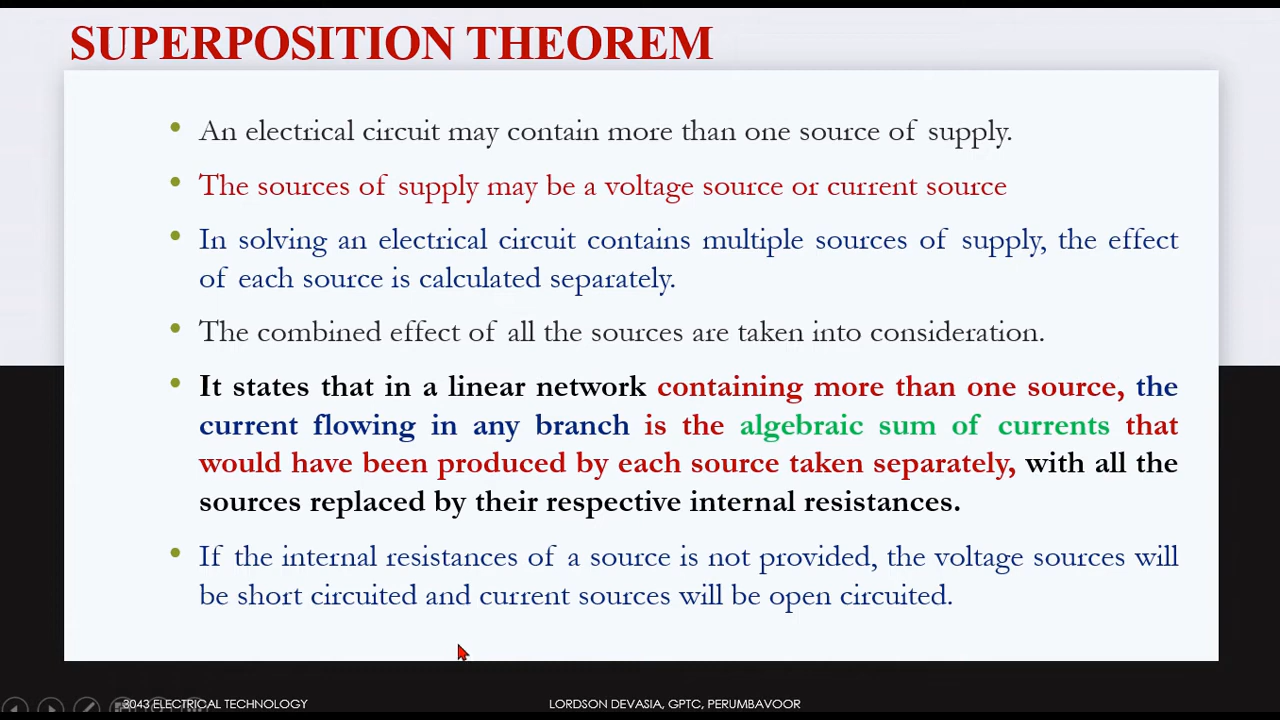 SUPERPOSITION THEOREM
• An electrical circuit may contain more than one source of supply.
• The sources of supply may be a voltage source or current source
• In solving an electrical circuit contains multiple sources of supply, the effect
of each source is calculated separately.
• The combined effect of all the sources are taken into consideration.
• It states that in a linear network containing more than one source, the
current flowing in any branch is the algebraic sum of currents that
would have been produced by each source taken separately, with all the
sources replaced by their respective internal resistances.
• If the internal resistances of a source is not provided, the voltage sources will
be short circuited and current sources will be open circuited.
3043 ELECTRICAL TECHNOLOGY
LORDSON DEVASIA, GPTC, PERUMBAVOOR